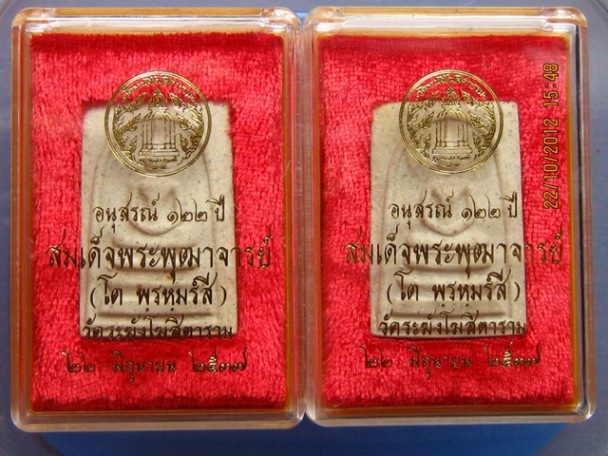 อนุสรณ์ ๑๒๒ ปี
สมเด็จพระพุฒาจารย์
(โต พฺรหฺมรํสี)
วัดระฆังโฆสิตาราม
๒๒ มิถุนายน ๒๕๓๗
อนุสรณ์ ๑๒๒ ปี
สมเด็จพระพุฒาจารย์
(โต พฺรหฺมรํสี)
วัดระฆังโฆสิตาราม
๒๒ มิถุนายน ๒๕๓๗
22/10/2012 15:48